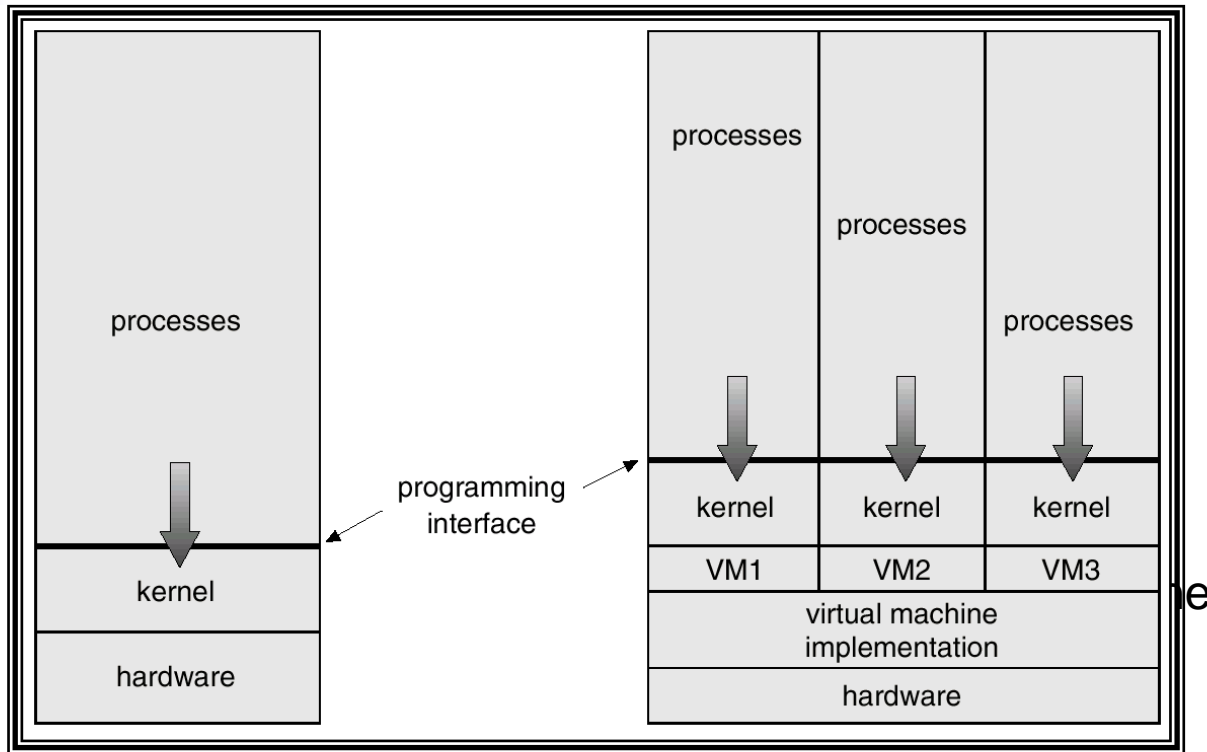 processes
kernel
hardware
programming
interface
processes
processes
processes
kernel
kernel
kernel
VM1
VM2
VM3
virtual machine
implementation
hardware